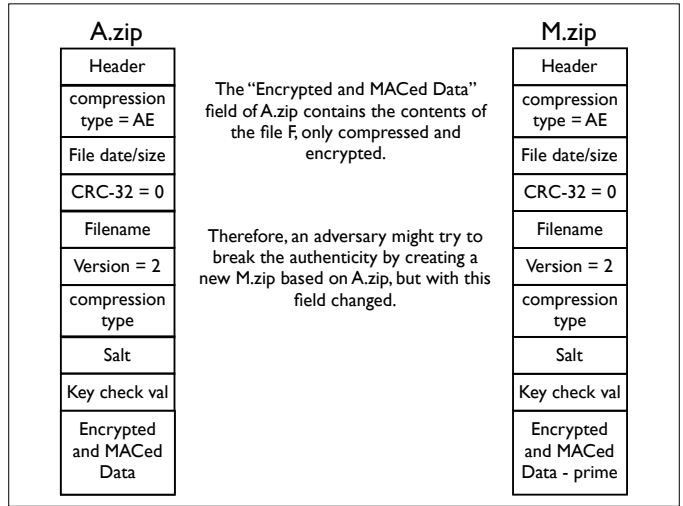 A.zip
Header
compression
type = AE
File date/size
CRC-32 = 0
Filename
Version = 2
compression
type
Salt
Key check val
Encrypted
and MACed
Data
The “Encrypted and MACed Data”
field of A.zip contains the contents of
the file F, only compressed and
encrypted.
Therefore, an adversary might try to
break the authenticity by creating a
new M.zip based on A.zip, but with this
field changed.
M.zip
Header
compression
type = AE
File date/size
CRC-32 = 0
Filename
Version = 2
compression
type
Salt
Key check val
Encrypted
and MACed
Data - prime